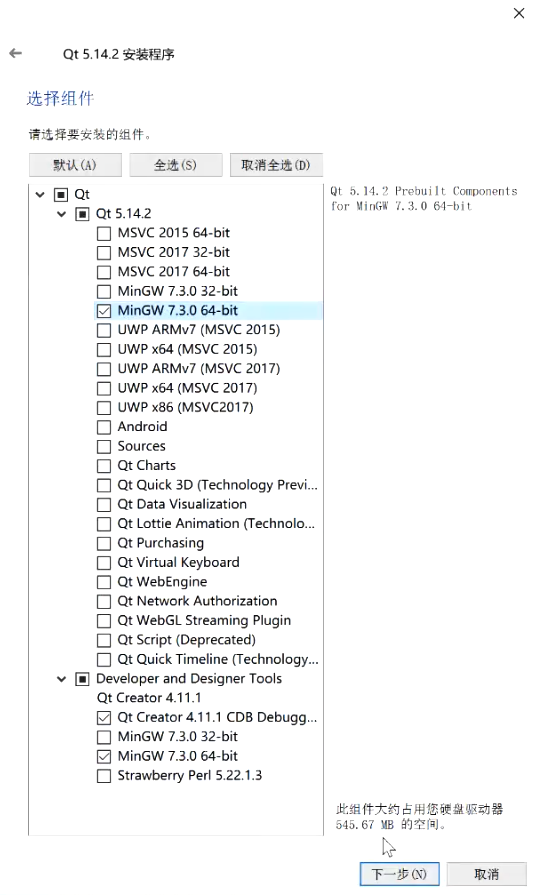 Qt 5.14.2 安装程序
选择组件
请选择要安装的组件。
默认(A) 全选(S) 取消全选(D)
Qt
Qt 5.14.2
MSVC 2015 64-bit
MSVC 2017 32-bit
MSVC 2017 64-bit
MinGW 7.3.0 32-bit
MinGW 7.3.0 64-bit
UWP ARMv7 (MSVC 2015)
UWP x64 (MSVC 2015)
UWP ARMv7 (MSVC 2017)
UWP x64 (MSVC 2017)
UWP x86 (MSVC2017)
Android
Sources
Qt Charts
Qt Quick 3D (Technology Previ...
Qt Data Visualization
Qt Lottie Animation (Technolo...
Qt Purchasing
Qt Virtual Keyboard
Qt WebEngine
Qt Network Authorization
Qt WebGL Streaming Plugin
Qt Script (Deprecated)
Qt Quick Timeline (Technology...
Developer and Designer Tools
Qt Creator 4.11.1
Qt Creator 4.11.1 CDB Debugg...
MinGW 7.3.0 32-bit
MinGW 7.3.0 64-bit
Strawberry Perl 5.22.1.3
Qt 5.14.2 Prebuilt Components
for MinGW 7.3.0 64-bit
此组件大约占用您硬盘驱动器
545.67 MB 的空间。
下一步(N) 取消